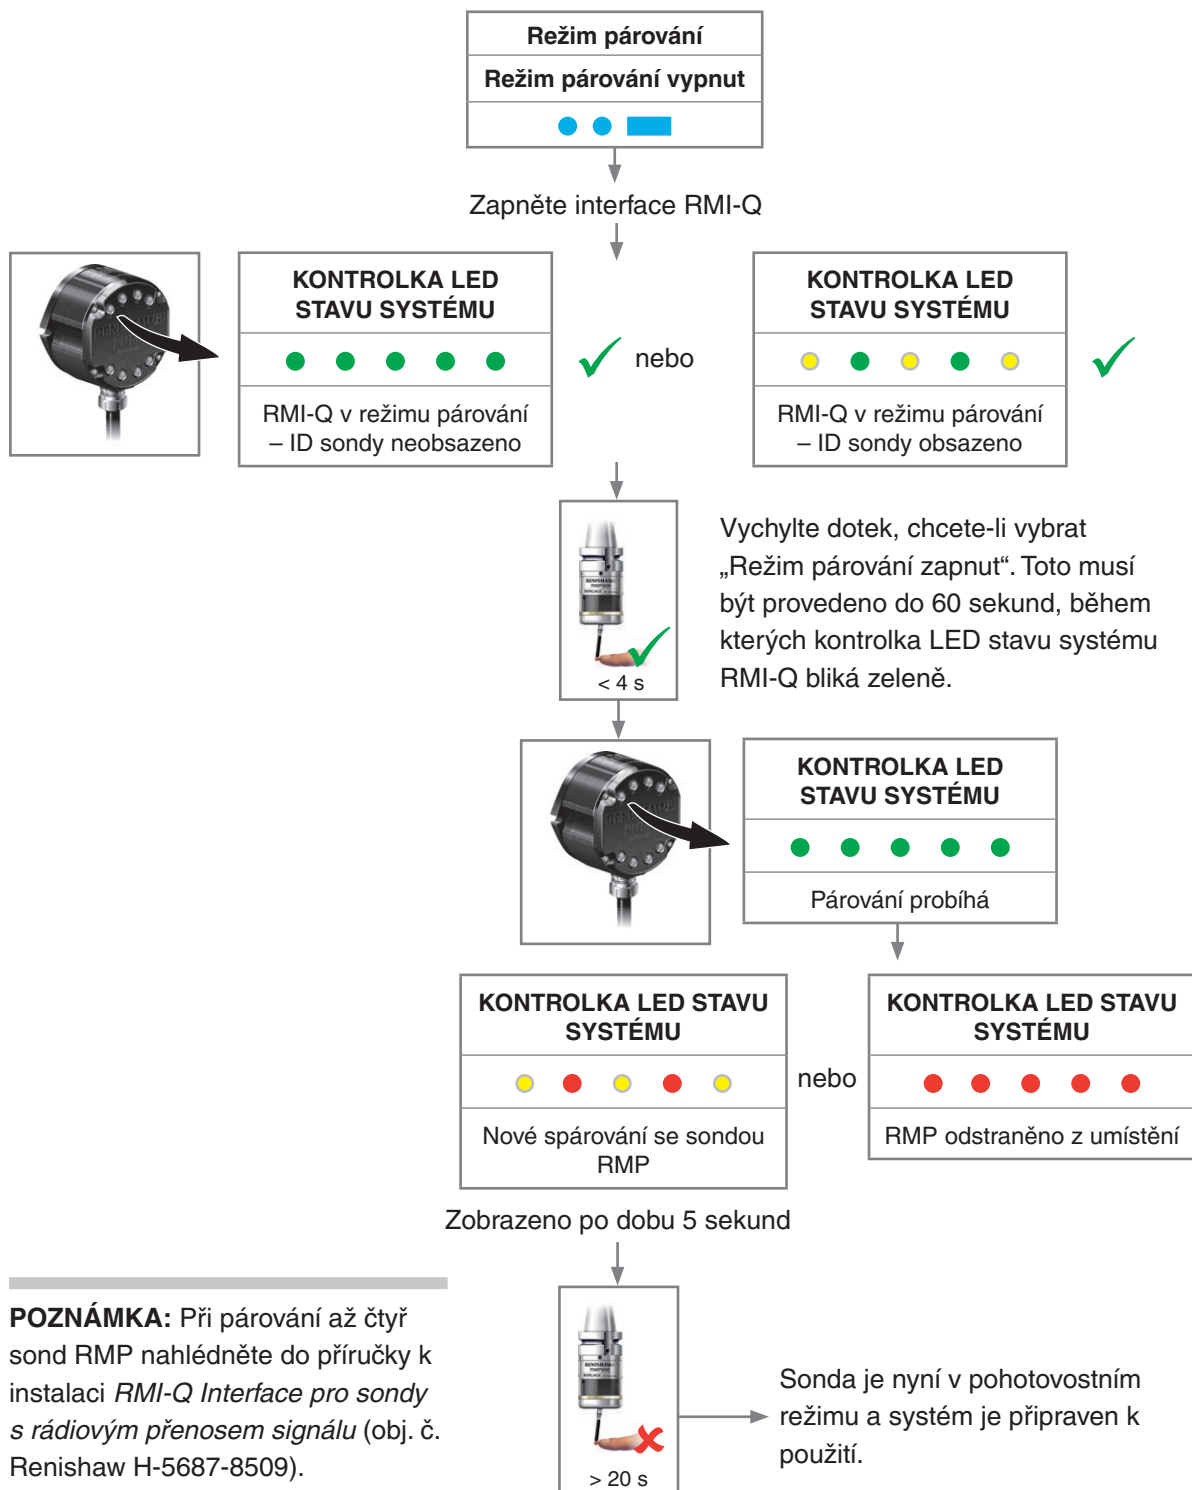 Režim párování
Režim párování vypnut
Zapněte interface RMI-Q
KONTROLKA LED
STAVU SYSTÉMU
RMI-Q v režimu párování
– ID sondy neobsazeno
nebo
KONTROLKA LED
STAVU SYSTÉMU
RMI-Q v režimu párování
– ID sondy obsazeno
RENISHAW
< 4 s
Vychylte dotek, chcete-li vybrat
„Režim párování zapnut“. Toto musí
být provedeno do 60 sekund, během
kterých kontrolka LED stavu systému
RMI-Q bliká zeleně.
KONTROLKA LED
STAVU SYSTÉMU
Párování probíhá
KONTROLKA LED STAVU
SYSTÉMU
Nové spárování se sondou
RMP
nebo
KONTROLKA LED STAVU
SYSTÉMU
RMP odstraněno z umístění
Zobrazeno po dobu 5 sekund
RENISHAW
> 20 s
Sonda je nyní v pohotovostním
režimu a systém je připraven k
použití.
POZNÁMKA: Při párování až čtyř
sond RMP nahlédněte do příručky k
instalaci RMI-Q Interface pro sondy
s rádiovým přenosem signálu (obj. č.
Renishaw H-5687-8509).